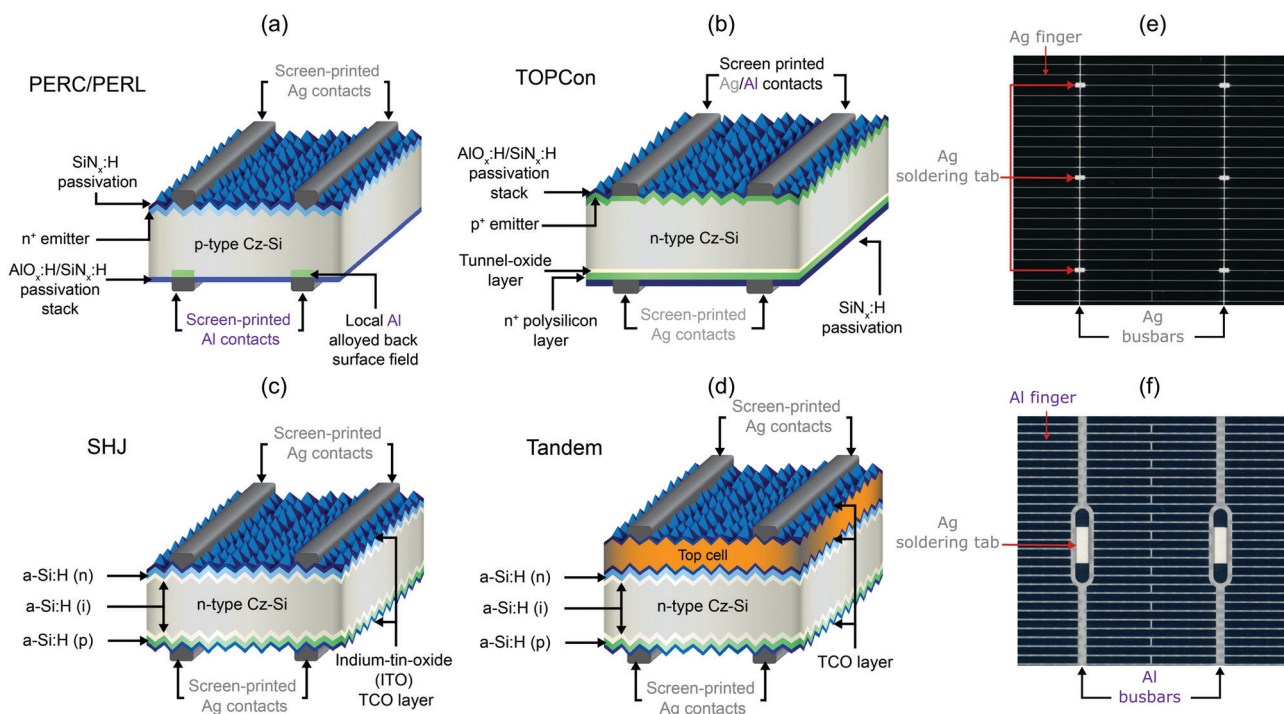 (a)
PERC/PERL
Screen-printed
Ag contacts
SiNₓ:H
passivation
n⁺ emitter
p-type Cz-Si
AlOₓ:H/SiNₓ:H
passivation
stack
Screen-printed
Al contacts
Local Al
alloyed back
surface field
(b)
TOPCon
Screen printed
Ag/Al contacts
AlOₓ:H/SiNₓ:H
passivation
stack
p⁺ emitter
n-type Cz-Si
Tunnel-oxide
layer
n⁺ polysilicon
layer
Screen-printed
Ag contacts
SiNₓ:H
passivation
(e)
Ag finger
Ag
soldering tab
Ag
busbars
(c)
SHJ
Screen-printed
Ag contacts
a-Si:H (n)
a-Si:H (i)
a-Si:H (p)
n-type Cz-Si
Screen-printed
Ag contacts
Indium-tin-oxide
(ITO)
TCO layer
(d)
Tandem
Screen-printed
Ag contacts
Top cell
a-Si:H (n)
a-Si:H (i)
a-Si:H (p)
n-type Cz-Si
Screen-printed
Ag contacts
TCO layer
(f)
Al finger
Ag
soldering tab
Al
busbars